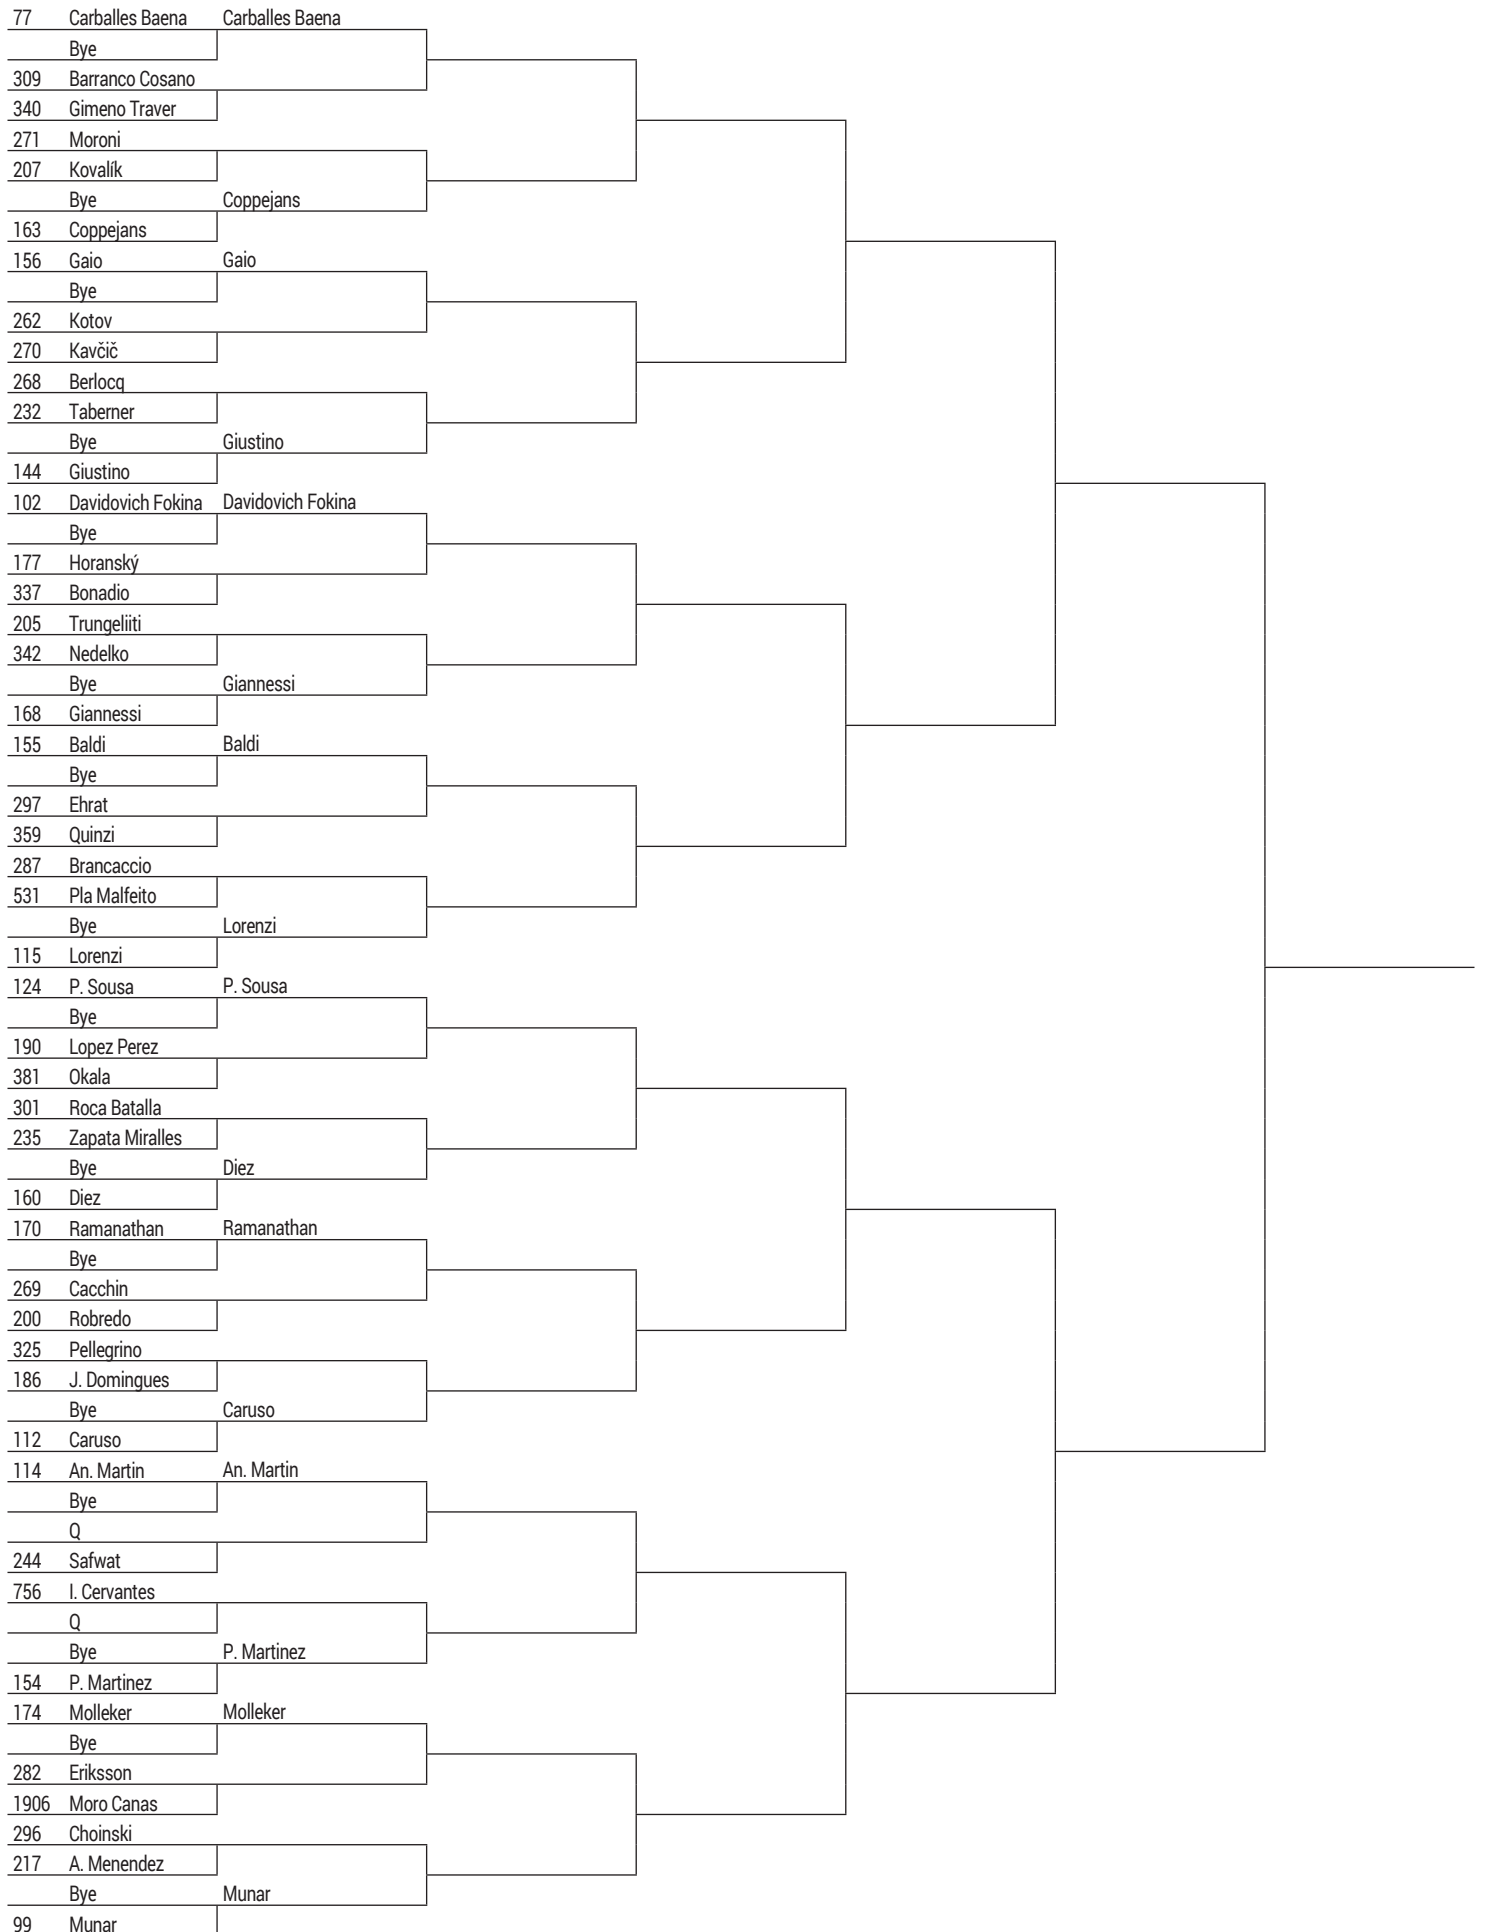 77 Carballes Baena Carballes Baena
Bye
309 Barranco Cosano
340 Gimeno Traver
271 Moroni
207 Kovalík
Bye Coppejans
163 Coppejans
156 Gaio Gaio
Bye
262 Kotov
270 Kavčič
268 Berlocq
232 Taberner
Bye Giustino
144 Giustino
102 Davidovich Fokina Davidovich Fokina
Bye
177 Horanský
337 Bonadio
205 Trungeliiti
342 Nedelko
Bye Giannessi
168 Giannessi
155 Baldi Baldi
Bye
297 Ehrat
359 Quinzi
287 Brancaccio
531 Pla Malfeito
Bye Lorenzi
115 Lorenzi
124 P. Sousa P. Sousa
Bye
190 Lopez Perez
381 Okala
301 Roca Batalla
235 Zapata Miralles
Bye Diez
160 Diez
170 Ramanathan Ramanathan
Bye
269 Cacchin
200 Robredo
325 Pellegrino
186 J. Domingues
Bye Caruso
112 Caruso
114 An. Martin An. Martin
Bye
Q
244 Safwat
756 I. Cervantes
Q
Bye P. Martinez
154 P. Martinez
174 Molleker Molleker
Bye
282 Eriksson
1906 Moro Canas
296 Choinski
217 A. Menendez
Bye Munar
99 Munar